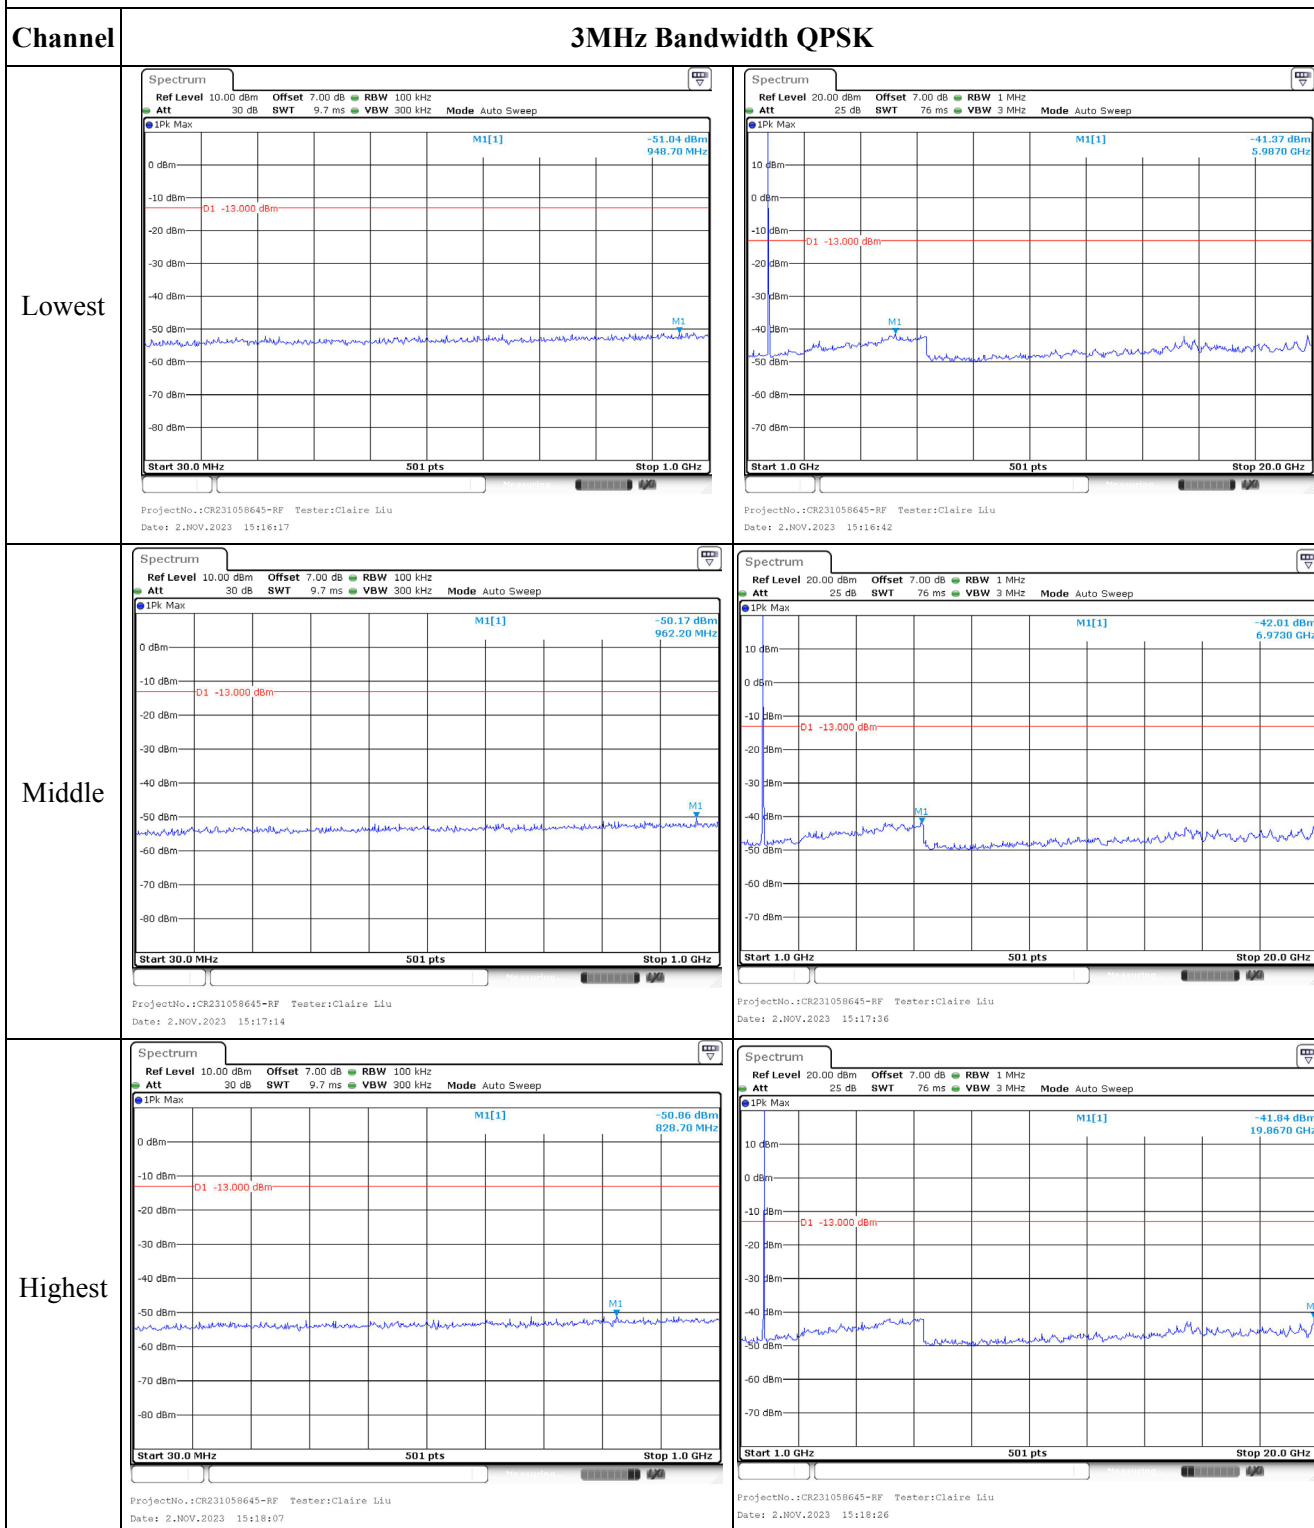 Channel 3MHz Bandwidth QPSK
Lowest
Spectrum
Ref Level 10.00 dBm Offset 7.00 dB RBW 100 kHz
Att 30 dB SWT 9.7 ms VBW 300 kHz Mode Auto Sweep
1Pk Max
M1[1] -51.04 dBm
948.70 MHz
0 dBm
-10 dBm
D1 -13.000 dBm
-20 dBm
-30 dBm
-40 dBm
-50 dBm
M1
-60 dBm
-70 dBm
-80 dBm
Start 30.0 MHz 501 pts Stop 1.0 GHz
Measuring...
ProjectNo.:CR231058645-RF Tester:Claire Liu
Date: 2.NOV.2023 15:16:17
Spectrum
Ref Level 20.00 dBm Offset 7.00 dB RBW 1 MHz
Att 25 dB SWT 76 ms VBW 3 MHz Mode Auto Sweep
1Pk Max
M1[1] -41.37 dBm
5.9870 GHz
10 dBm
0 dBm
-10 dBm
D1 -13.000 dBm
-20 dBm
-30 dBm
M1
-40 dBm
-50 dBm
-60 dBm
-70 dBm
Start 1.0 GHz 501 pts Stop 20.0 GHz
Measuring...
ProjectNo.:CR231058645-RF Tester:Claire Liu
Date: 2.NOV.2023 15:16:42
Middle
Spectrum
Ref Level 10.00 dBm Offset 7.00 dB RBW 100 kHz
Att 30 dB SWT 9.7 ms VBW 300 kHz Mode Auto Sweep
1Pk Max
M1[1] -50.17 dBm
962.20 MHz
0 dBm
-10 dBm
D1 -13.000 dBm
-20 dBm
-30 dBm
-40 dBm
M1
-50 dBm
-60 dBm
-70 dBm
-80 dBm
Start 30.0 MHz 501 pts Stop 1.0 GHz
Measuring...
ProjectNo.:CR231058645-RF Tester:Claire Liu
Date: 2.NOV.2023 15:17:14
Spectrum
Ref Level 20.00 dBm Offset 7.00 dB RBW 1 MHz
Att 25 dB SWT 76 ms VBW 3 MHz Mode Auto Sweep
1Pk Max
M1[1] -42.01 dBm
6.9730 GHz
10 dBm
0 dBm
-10 dBm
D1 -13.000 dBm
-20 dBm
-30 dBm
M1
-40 dBm
-50 dBm
-60 dBm
-70 dBm
Start 1.0 GHz 501 pts Stop 20.0 GHz
Measuring...
ProjectNo.:CR231058645-RF Tester:Claire Liu
Date: 2.NOV.2023 15:17:36
Highest
Spectrum
Ref Level 10.00 dBm Offset 7.00 dB RBW 100 kHz
Att 30 dB SWT 9.7 ms VBW 300 kHz Mode Auto Sweep
1Pk Max
M1[1] -50.86 dBm
828.70 MHz
0 dBm
-10 dBm
D1 -13.000 dBm
-20 dBm
-30 dBm
-40 dBm
M1
-50 dBm
-60 dBm
-70 dBm
-80 dBm
Start 30.0 MHz 501 pts Stop 1.0 GHz
Measuring...
ProjectNo.:CR231058645-RF Tester:Claire Liu
Date: 2.NOV.2023 15:18:07
Spectrum
Ref Level 20.00 dBm Offset 7.00 dB RBW 1 MHz
Att 25 dB SWT 76 ms VBW 3 MHz Mode Auto Sweep
1Pk Max
M1[1] -41.84 dBm
19.8670 GHz
10 dBm
0 dBm
-10 dBm
D1 -13.000 dBm
-20 dBm
-30 dBm
M
-40 dBm
-50 dBm
-60 dBm
-70 dBm
Start 1.0 GHz 501 pts Stop 20.0 GHz
ProjectNo.:CR231058645-RF Tester:Claire Liu
Date: 2.NOV.2023 15:18:26